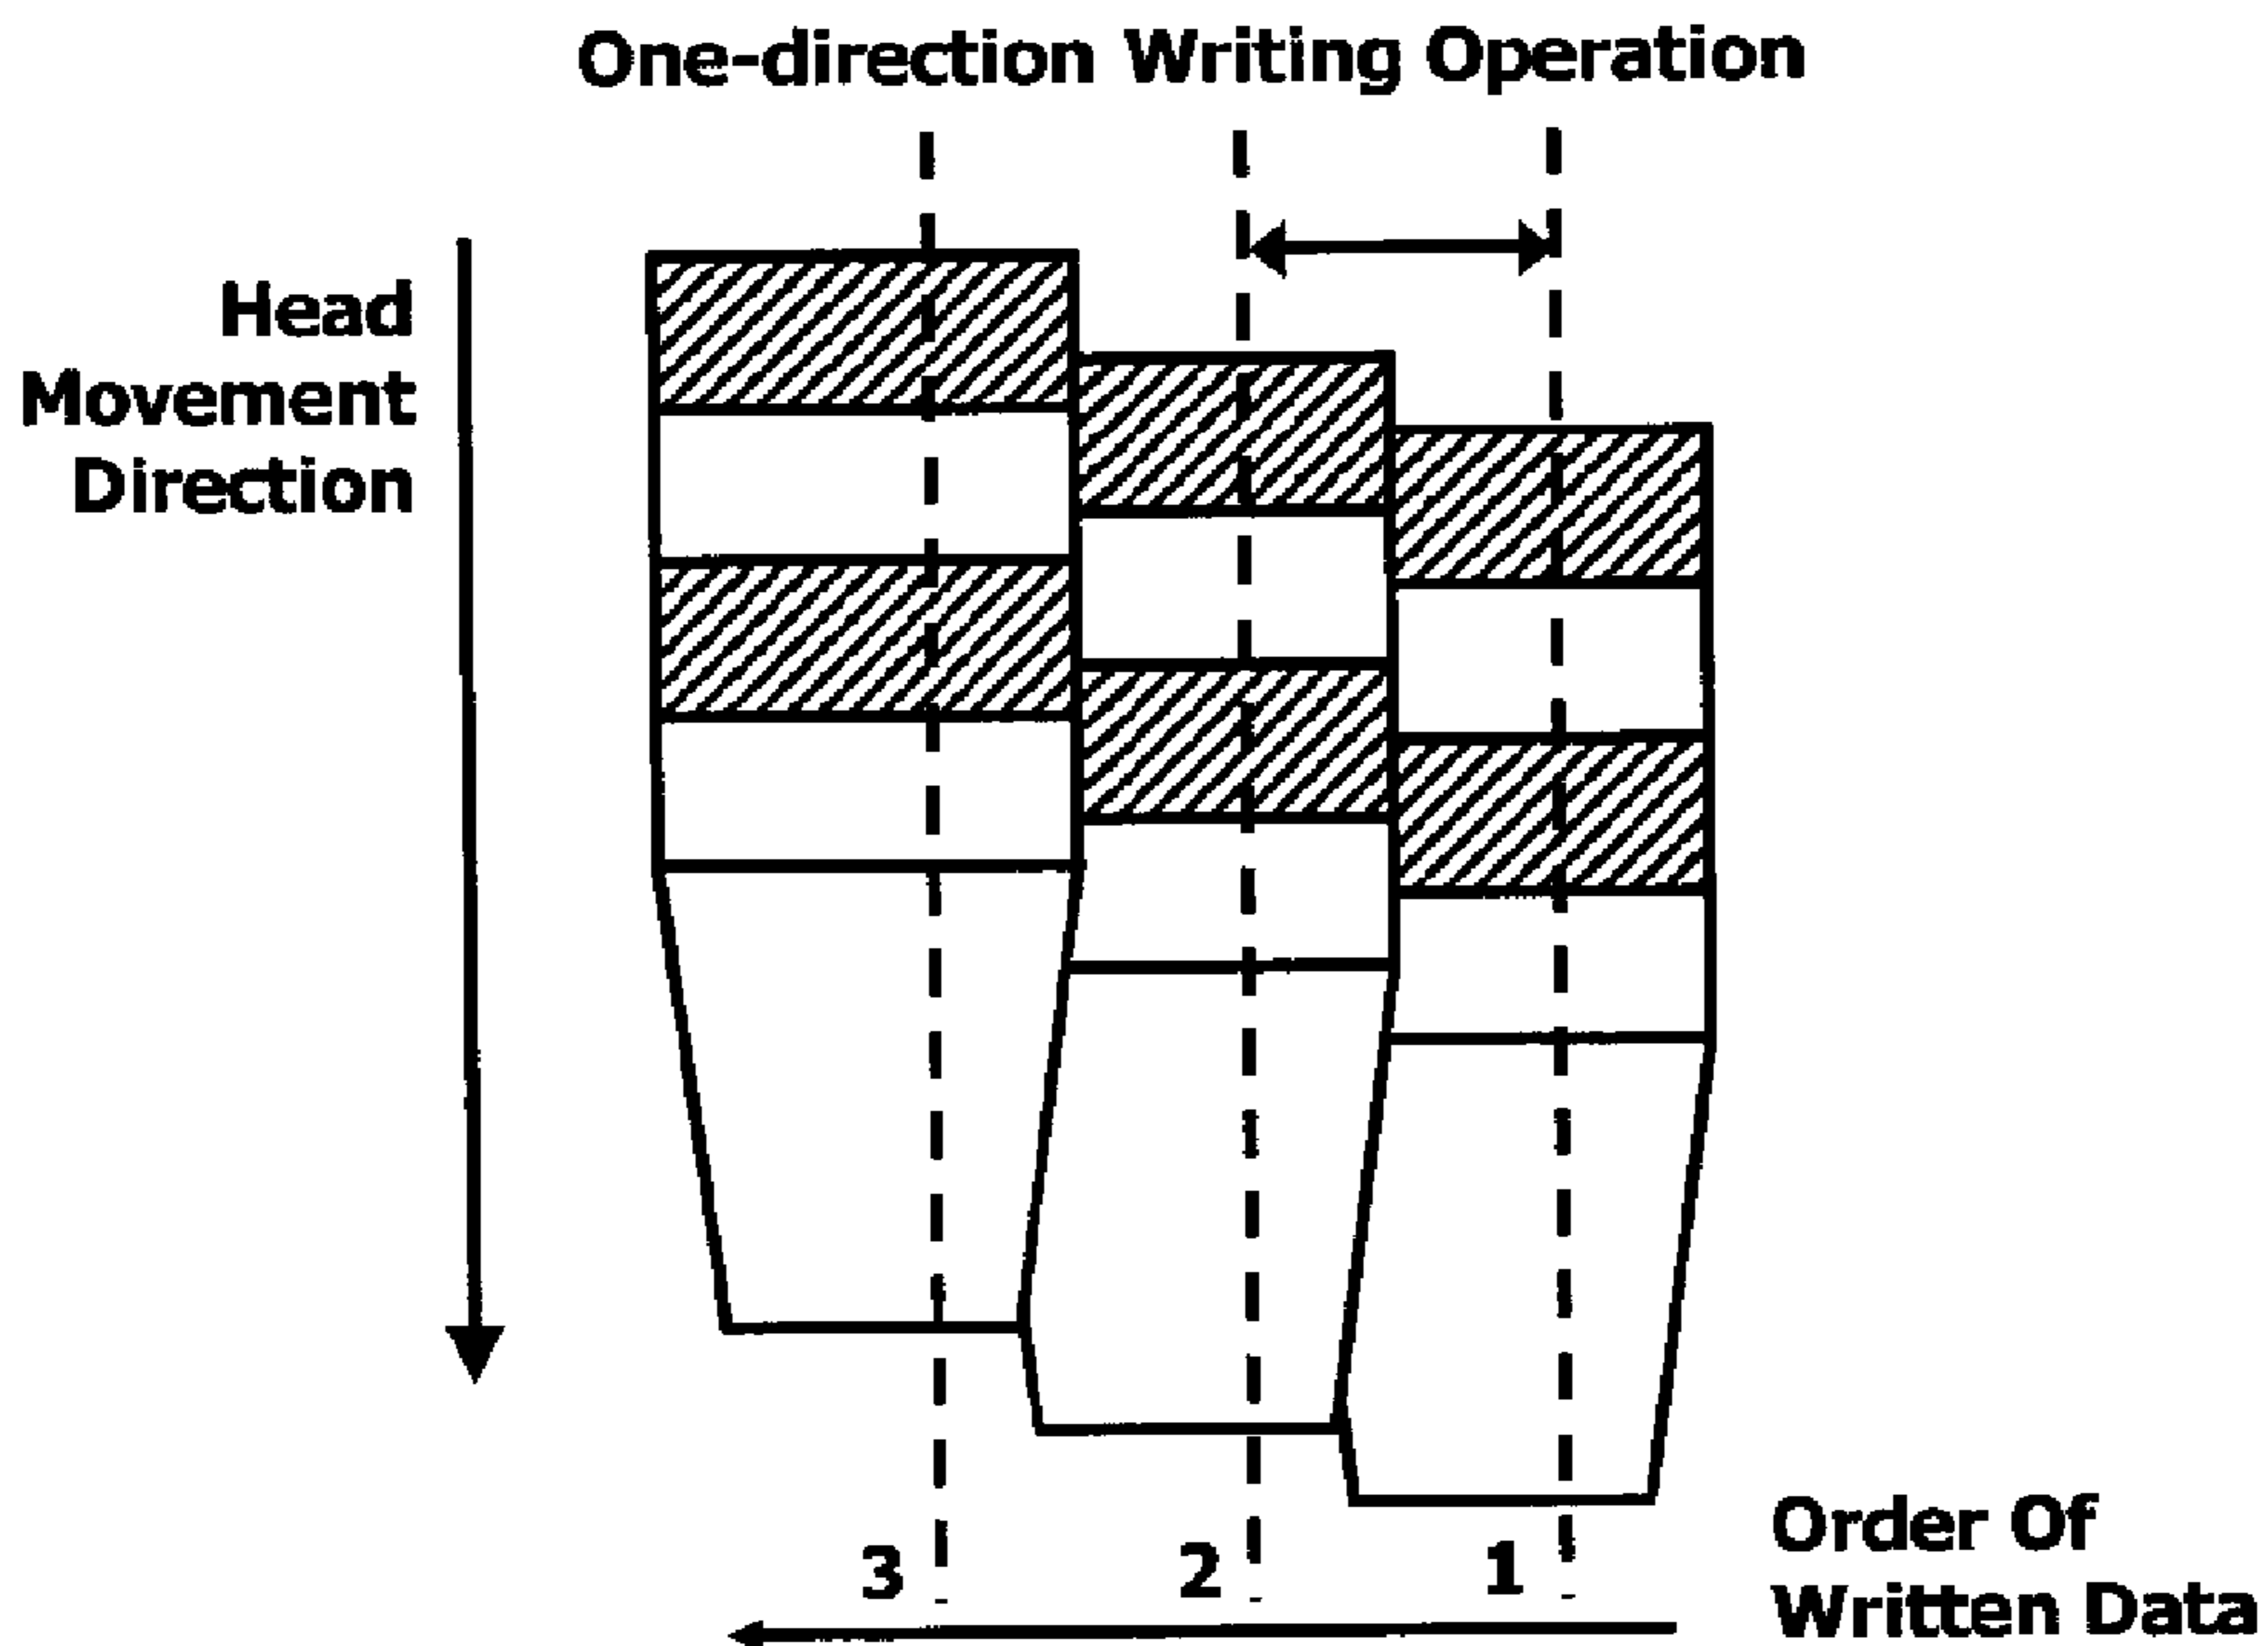 One-direction Writing Operation
Head
Movement
Direction
3 2 1
Order Of
Written Data